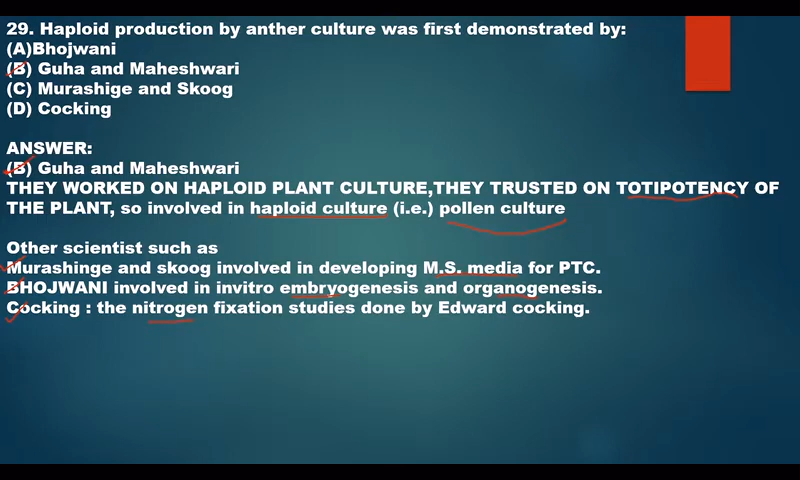 29. Haploid production by anther culture was first demonstrated by:
(A)Bhojwani
(B) Guha and Maheshwari
(C) Murashige and Skoog
(D) Cocking
ANSWER:
(B) Guha and Maheshwari
THEY WORKED ON HAPLOID PLANT CULTURE,THEY TRUSTED ON TOTIPOTENCY OF
THE PLANT, so involved in haploid culture (i.e.) pollen culture
Other scientist such as
Murashinge and skoog involved in developing M.S. media for PTC.
BHOJWANI involved in invitro embryogenesis and organogenesis.
Cocking : the nitrogen fixation studies done by Edward cocking.